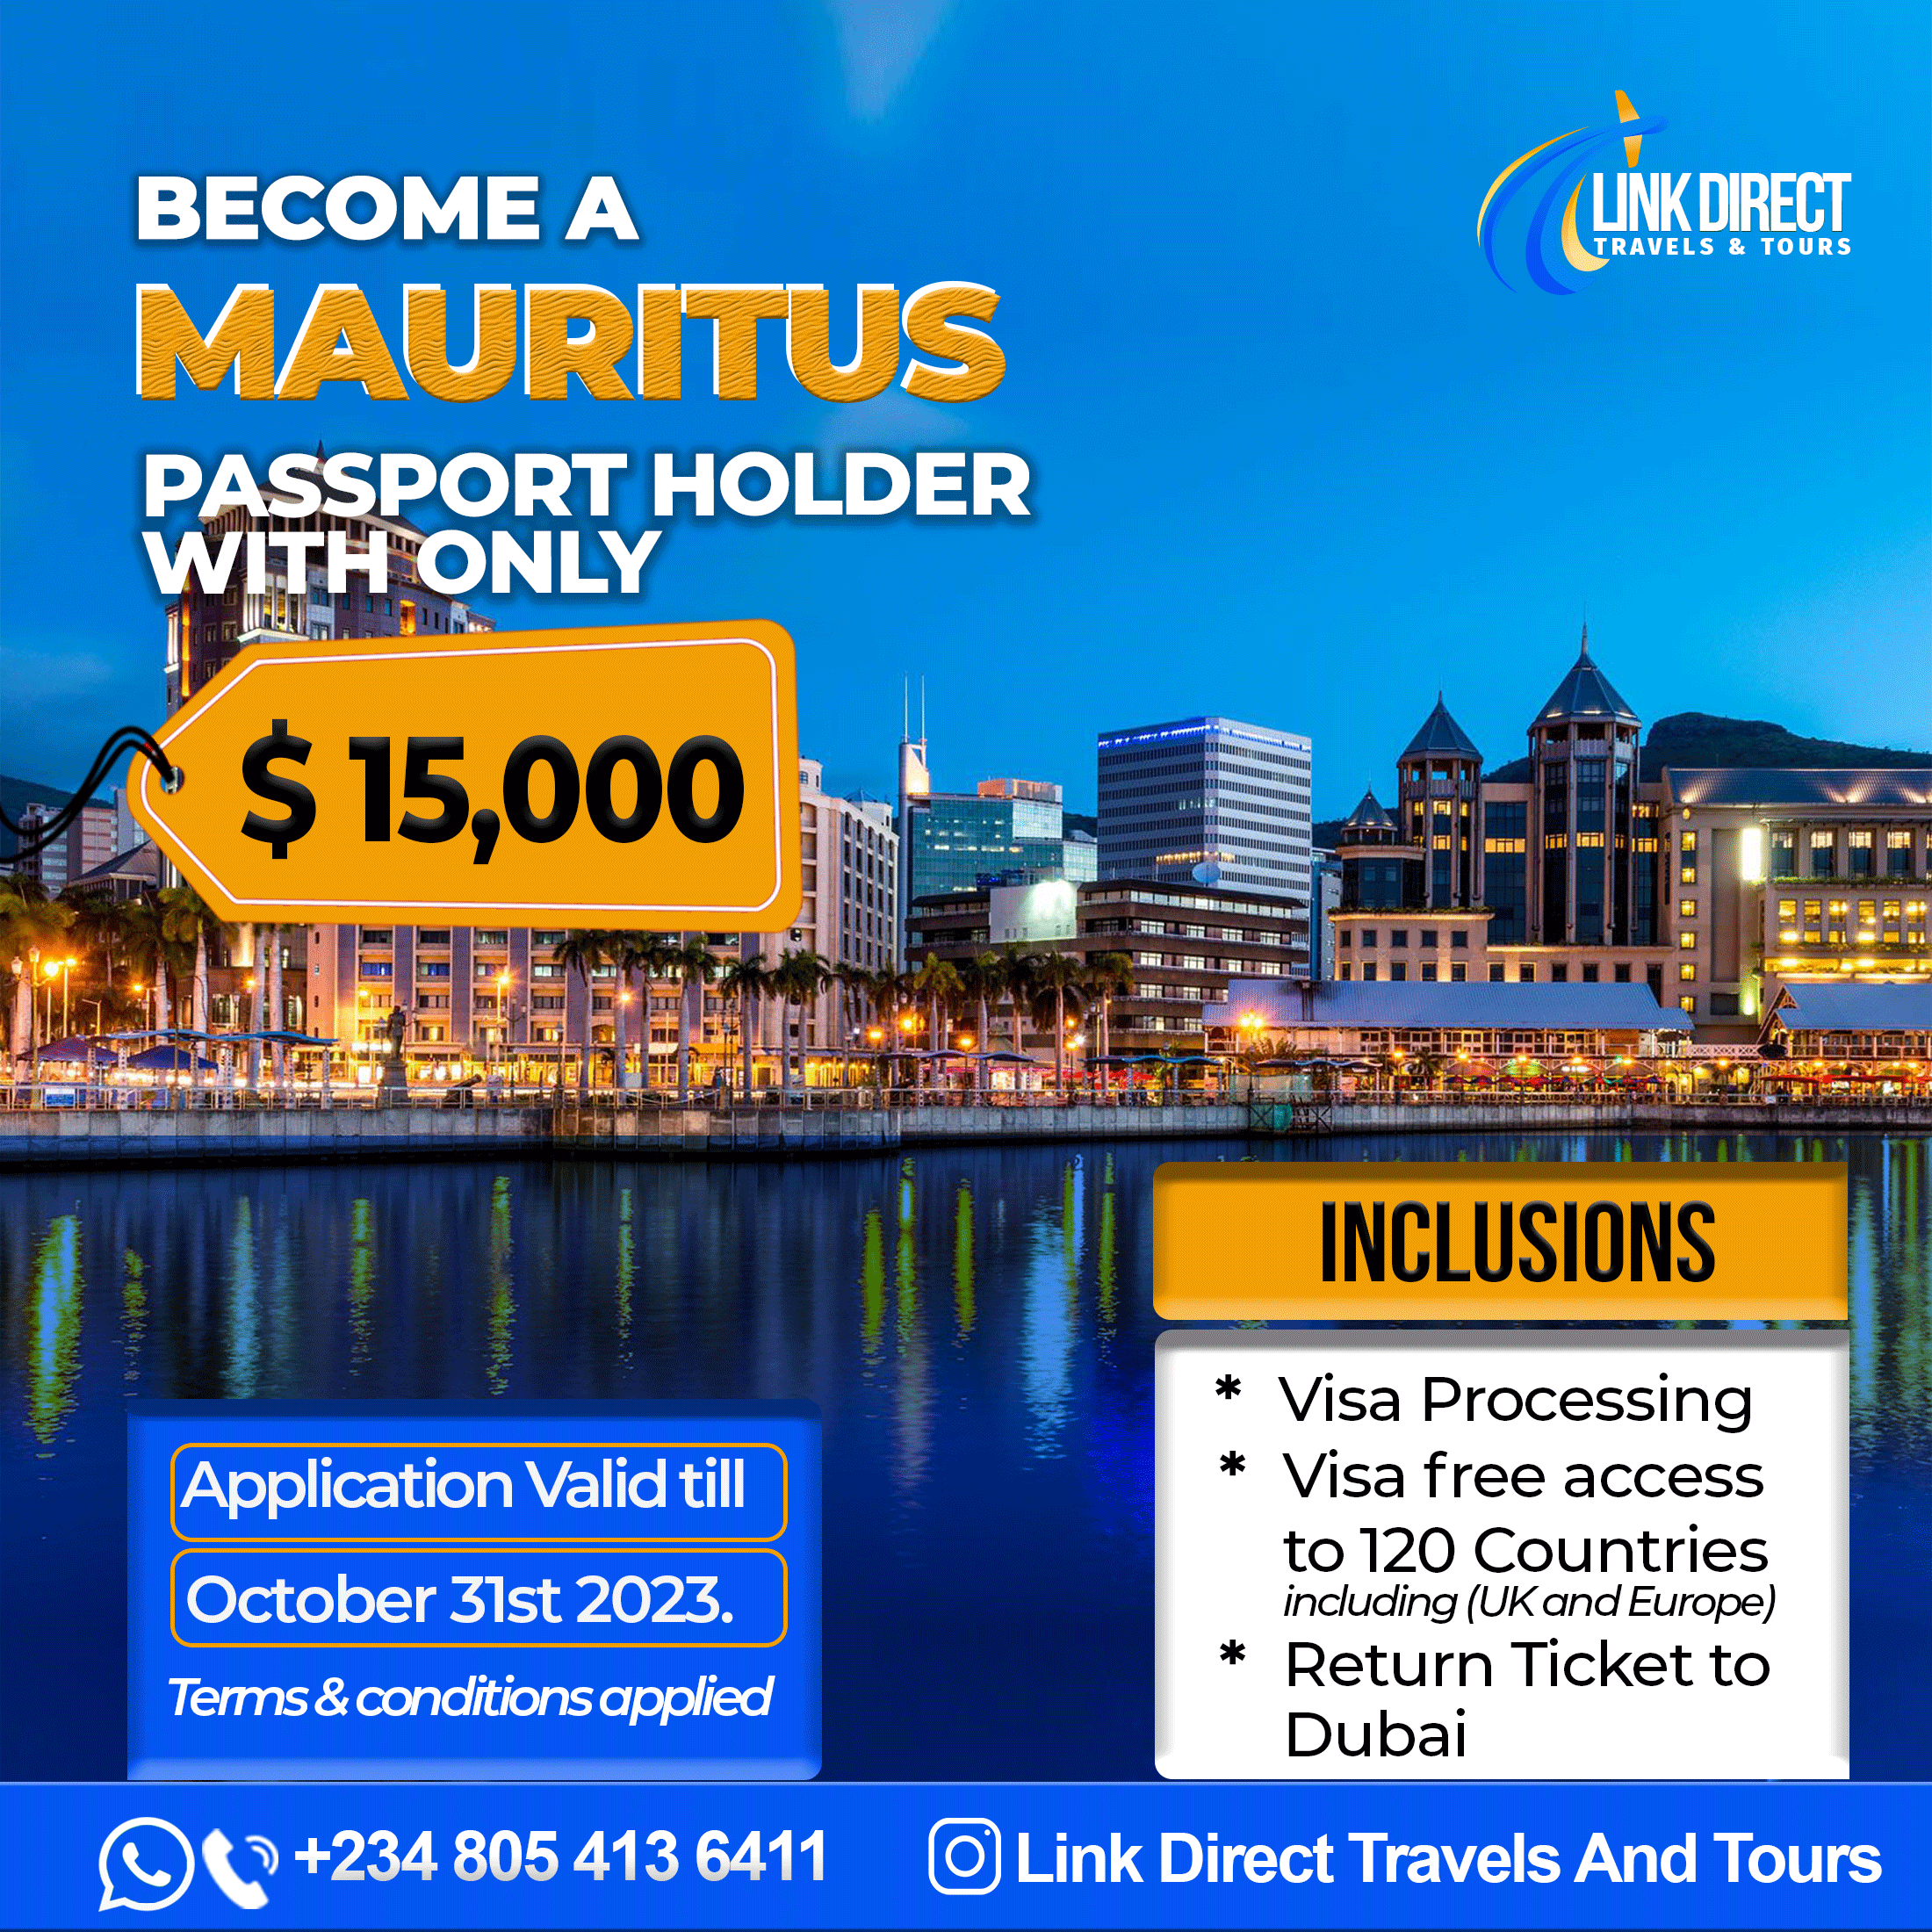 LINK DIRECT
TRAVELS & TOURS
BECOME A
MAURITUS
PASSPORT HOLDER
WITH ONLY
$ 15,000
INCLUSIONS
* Visa Processing
* Visa free access
to 120 Countries
including (UK and Europe)
* Return Ticket to
Dubai
Application Valid till
October 31st 2023.
Terms & conditions applied
+234 805 413 6411
Link Direct Travels And Tours